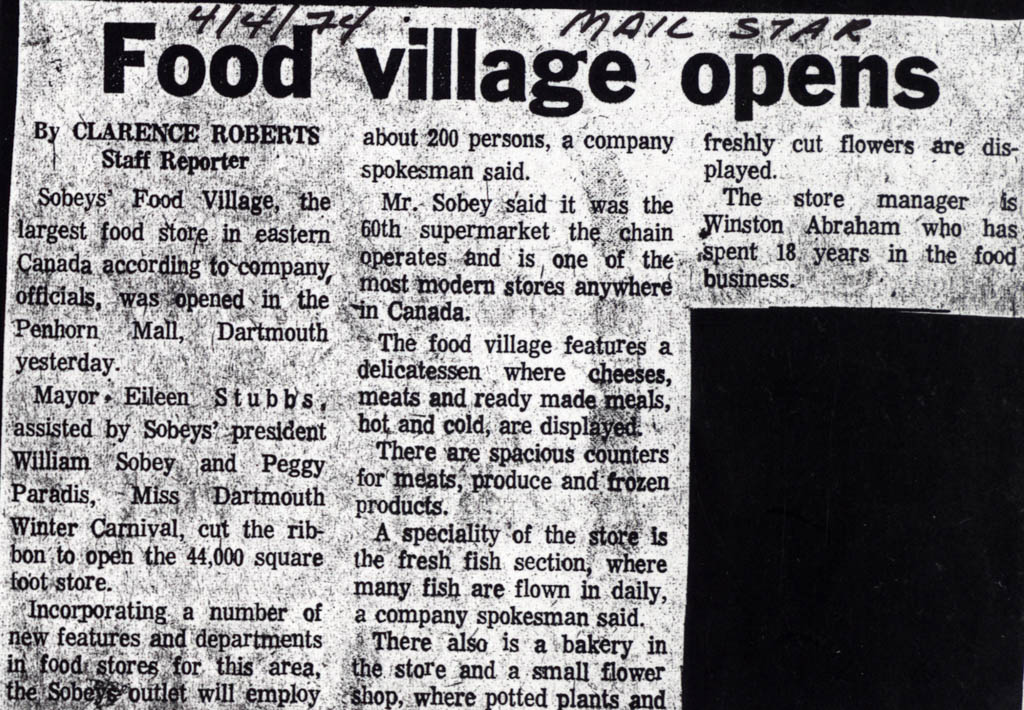 4/4/74 MAIL STAR
Food village opens
By CLARENCE ROBERTS
Staff Reporter
Sobeys' Food Village, the
largest food store in eastern
Canada according to company
officials, was opened in the
Penhorn Mall, Dartmouth
yesterday.
Mayor Eileen Stubbs,
assisted by Sobeys' president
William Sobey and Peggy
Paradis, Miss Dartmouth
Winter Carnival, cut the rib-
bon to open the 44,000 square
foot store.
Incorporating a number of
new features and departments
in food stores for this area,
the Sobeys outlet will employ
about 200 persons, a company
spokesman said.
Mr. Sobey said it was the
60th supermarket the chain
operates and is one of the
most modern stores anywhere
in Canada.
The food village features a
delicatessen where cheeses,
meats and ready made meals,
hot and cold, are displayed.
There are spacious counters
for meats, produce and frozen
products.
A speciality of the store is
the fresh fish section, where
many fish are flown in daily,
a company spokesman said.
There also is a bakery in
the store and a small flower
shop, where potted plants and
freshly cut flowers are dis-
played.
The store manager is
Winston Abraham who has
spent 18 years in the food
business.